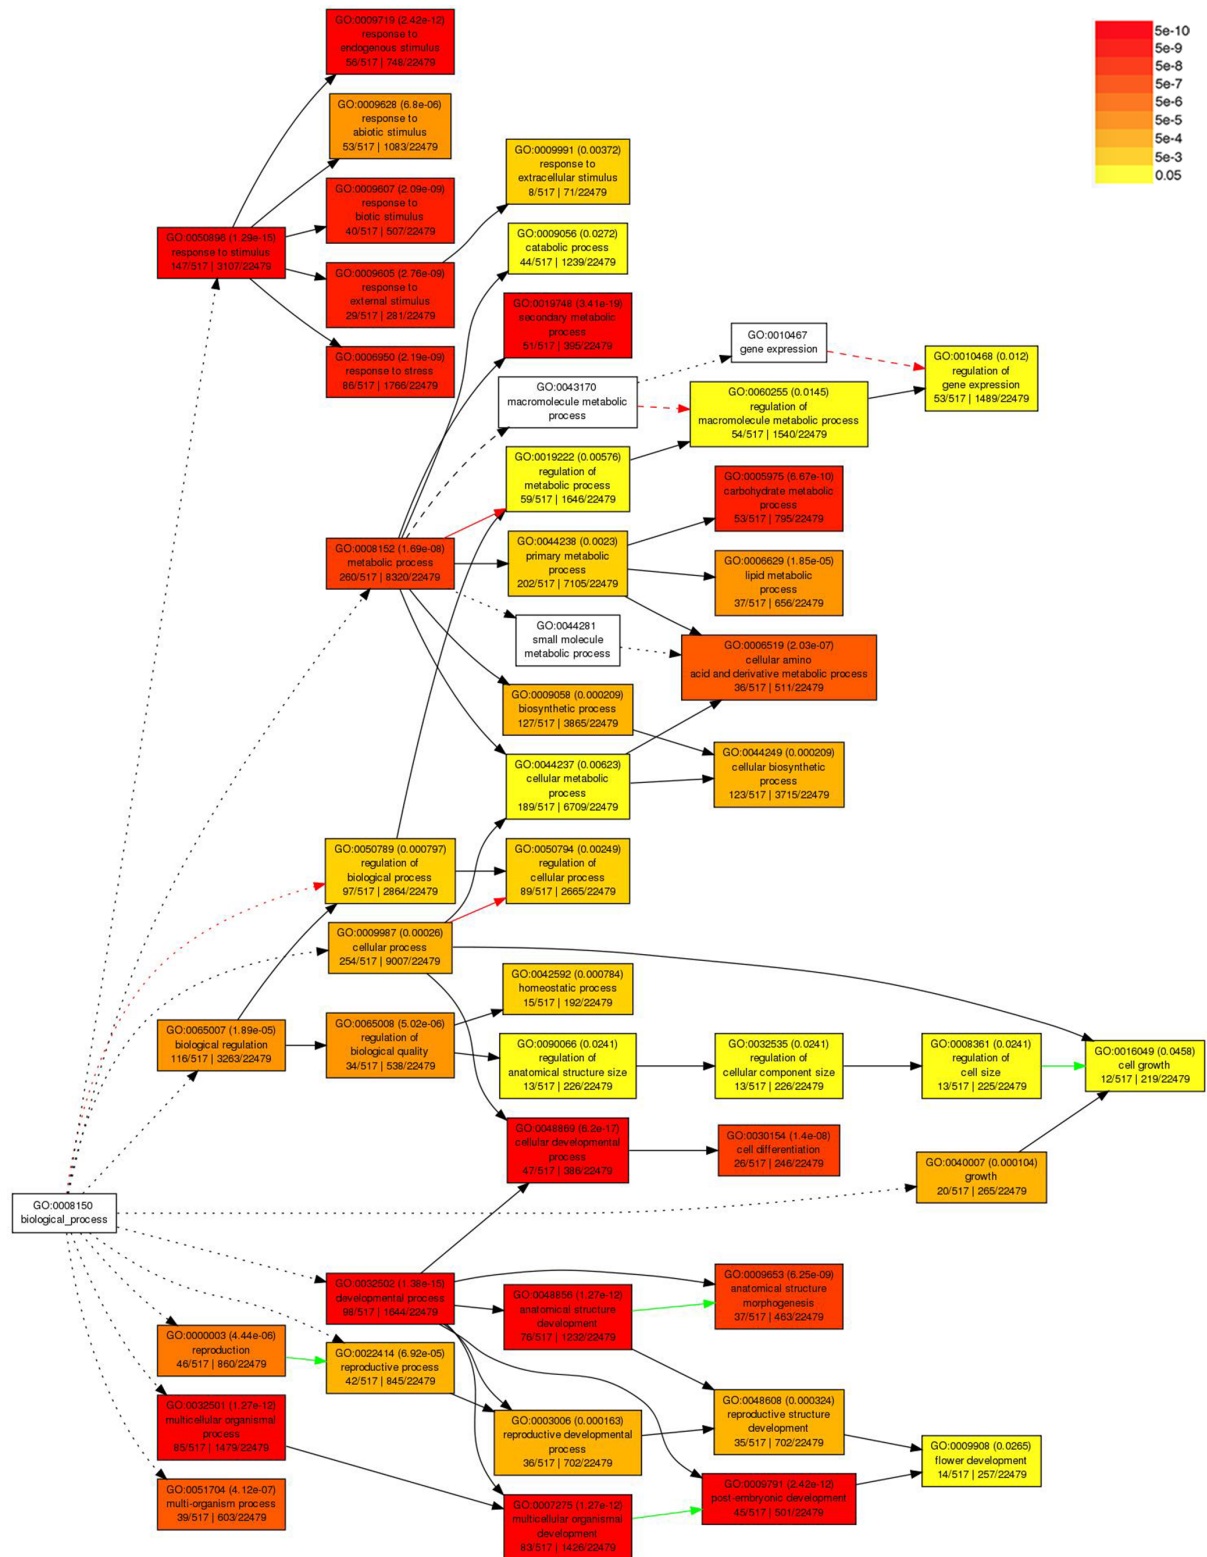 GO:0009719 (2.42e-12)
response to
endogenous stimulus
56/517 | 748/22479
5e-10
5e-9
5e-8
5e-7
5e-6
5e-5
5e-4
5e-3
0.05
GO:0009628 (6.8e-06)
response to
abiotic stimulus
53/517 | 1083/22479
GO:0009991 (0.00372)
response to
extracellular stimulus
8/517 | 71/22479
GO:0009607 (2.09e-09)
response to
biotic stimulus
40/517 | 507/22479
GO:0050896 (1.29e-15)
response to stimulus
147/517 | 3107/22479
GO:0009056 (0.0272)
catabolic process
44/517 | 1239/22479
GO:0009605 (2.76e-09)
response to
external stimulus
29/517 | 281/22479
GO:0019748 (3.41e-19)
secondary metabolic
process
51/517 | 395/22479
GO:0010467
gene expression
GO:0006950 (2.19e-09)
response to stress
86/517 | 1766/22479
GO:0010468 (0.012)
regulation of
gene expression
53/517 | 1489/22479
GO:0043170
macromolecule metabolic
process
GO:0060255 (0.0145)
regulation of
macromolecule metabolic process
54/517 | 1540/22479
GO:0019222 (0.00576)
regulation of
metabolic process
59/517 | 1646/22479
GO:0005975 (6.67e-10)
carbohydrate metabolic
process
53/517 | 795/22479
GO:0008152 (1.69e-08)
metabolic process
260/517 | 8320/22479
GO:0044238 (0.0023)
primary metabolic
process
202/517 | 7105/22479
GO:0006629 (1.85e-05)
lipid metabolic
process
37/517 | 656/22479
GO:0044281
small molecule
metabolic process
GO:0006519 (2.03e-07)
cellular amino
acid and derivative metabolic process
36/517 | 511/22479
GO:0009058 (0.000209)
biosynthetic process
127/517 | 3865/22479
GO:0044249 (0.000209)
cellular biosynthetic
process
123/517 | 3715/22479
GO:0044237 (0.00623)
cellular metabolic
process
189/517 | 6709/22479
GO:0050789 (0.000797)
regulation of
biological process
97/517 | 2864/22479
GO:0050794 (0.00249)
regulation of
cellular process
89/517 | 2665/22479
GO:0009987 (0.00026)
cellular process
254/517 | 9007/22479
GO:0042592 (0.000784)
homeostatic process
15/517 | 192/22479
GO:0065007 (1.89e-05)
biological regulation
116/517 | 3263/22479
GO:0065008 (5.02e-06)
regulation of
biological quality
34/517 | 538/22479
GO:0090066 (0.0241)
regulation of
anatomical structure size
13/517 | 226/22479
GO:0032535 (0.0241)
regulation of
cellular component size
13/517 | 226/22479
GO:0008361 (0.0241)
regulation of
cell size
13/517 | 225/22479
GO:0016049 (0.0458)
cell growth
12/517 | 219/22479
GO:0048869 (6.2e-17)
cellular developmental
process
47/517 | 386/22479
GO:0030154 (1.4e-08)
cell differentiation
26/517 | 246/22479
GO:0040007 (0.000104)
growth
20/517 | 265/22479
GO:0008150
biological_process
GO:0032502 (1.38e-15)
developmental process
98/517 | 1644/22479
GO:0048856 (1.27e-12)
anatomical structure
development
76/517 | 1232/22479
GO:0009653 (6.25e-09)
anatomical structure
morphogenesis
37/517 | 463/22479
GO:0000003 (4.44e-06)
reproduction
46/517 | 860/22479
GO:0022414 (6.92e-05)
reproductive process
42/517 | 845/22479
GO:0032501 (1.27e-12)
multicellular organismal
process
85/517 | 1479/22479
GO:0003006 (0.000163)
reproductive developmental
process
36/517 | 702/22479
GO:0048608 (0.000324)
reproductive structure
development
35/517 | 702/22479
GO:0009908 (0.0265)
flower development
14/517 | 257/22479
GO:0051704 (4.12e-07)
multi-organism process
39/517 | 603/22479
GO:0007275 (1.27e-12)
multicellular organismal
development
83/517 | 1426/22479
GO:0009791 (2.42e-12)
post-embryonic development
45/517 | 501/22479